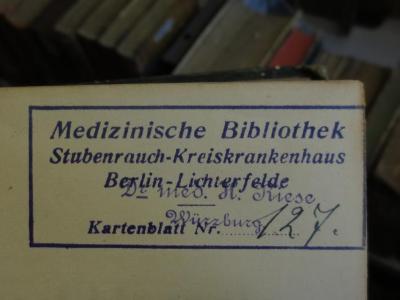 Medizinische Bibliothek
Stubenrauch-Kreiskrankenhaus
Berlin-Lichterfelde
Dr med. H. Riese
Würzburg
Kartenblatt Nr. 127.